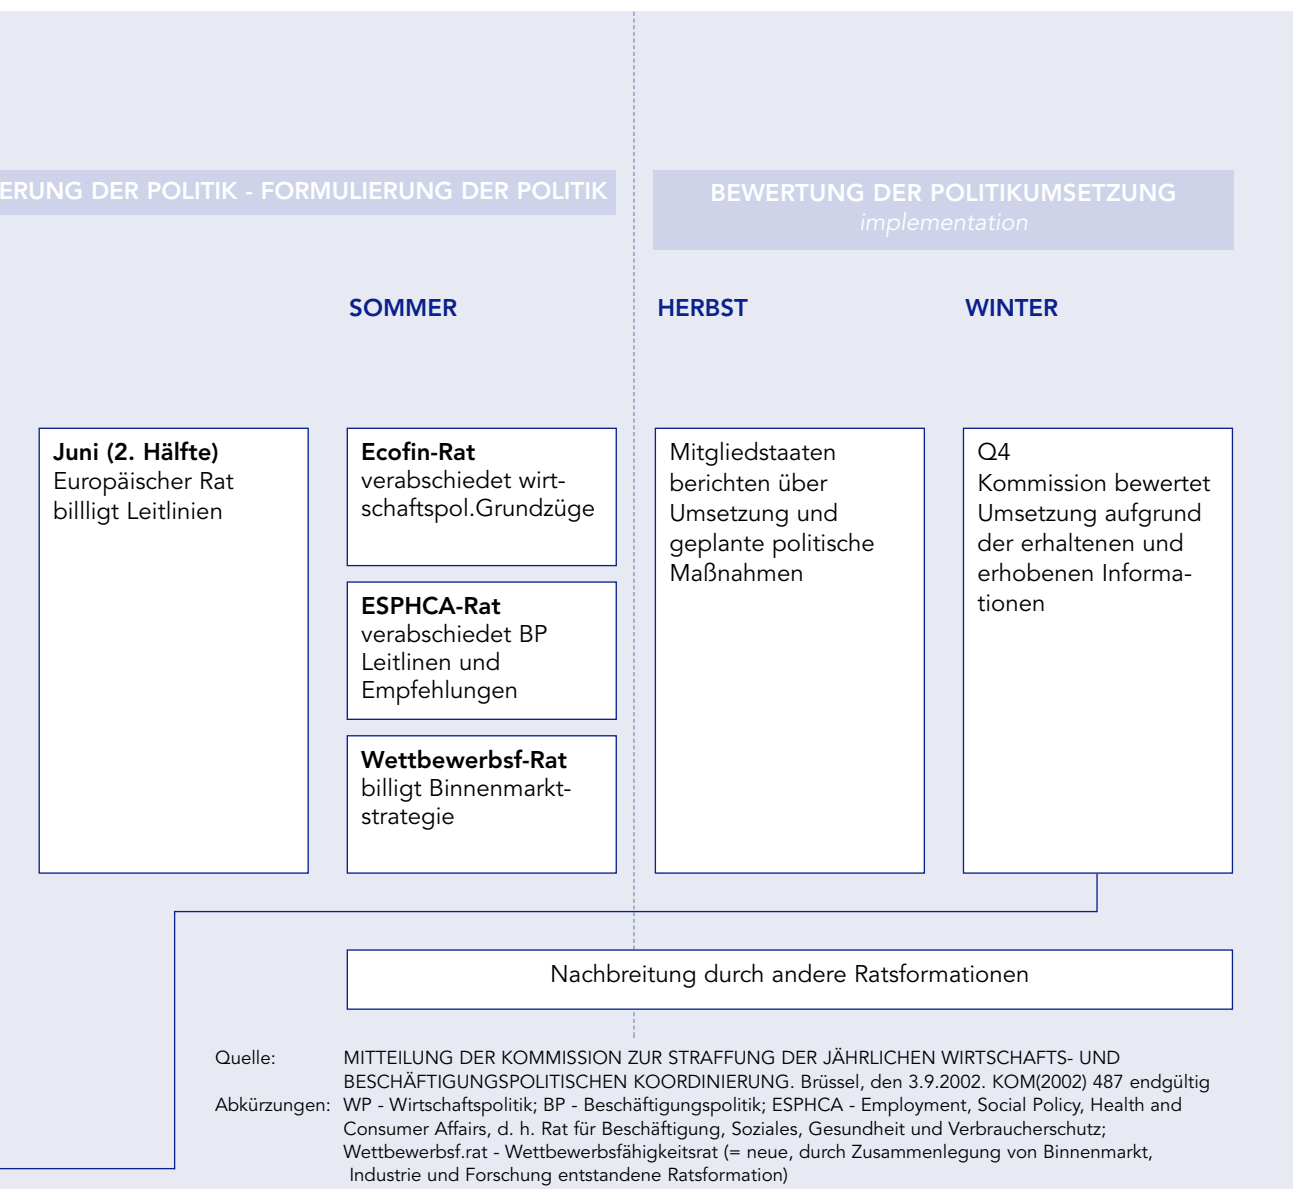 ERUNG DER POLITIK - FORMULIERUNG DER POLITIK
BEWERTUNG DER POLITIKUMSETZUNG
implementation
SOMMER
HERBST
WINTER
Juni (2. Hälfte)
Europäischer Rat
billligt Leitlinien
Ecofin-Rat
verabschiedet wirt-
schaftspol.Grundzüge
ESPHCA-Rat
verabschiedet BP
Leitlinen und
Empfehlungen
Wettbewerbsf-Rat
billigt Binnenmarkt-
strategie
Mitgliedstaaten
berichten über
Umsetzung und
geplante politische
Maßnahmen
Q4
Kommission bewertet
Umsetzung aufgrund
der erhaltenen und
erhobenen Informa-
tionen
Nachbreitung durch andere Ratsformationen
Quelle: MITTEILUNG DER KOMMISSION ZUR STRAFFUNG DER JÄHRLICHEN WIRTSCHAFTS- UND
BESCHÄFTIGUNGSPOLITISCHEN KOORDINIERUNG. Brüssel, den 3.9.2002. KOM(2002) 487 endgültig
Abkürzungen: WP - Wirtschaftspolitik; BP - Beschäftigungspolitik; ESPHCA - Employment, Social Policy, Health and
Consumer Affairs, d. h. Rat für Beschäftigung, Soziales, Gesundheit und Verbraucherschutz;
Wettbewerbsf.rat - Wettbewerbsfähigkeitsrat (= neue, durch Zusammenlegung von Binnenmarkt,
Industrie und Forschung entstandene Ratsformation)